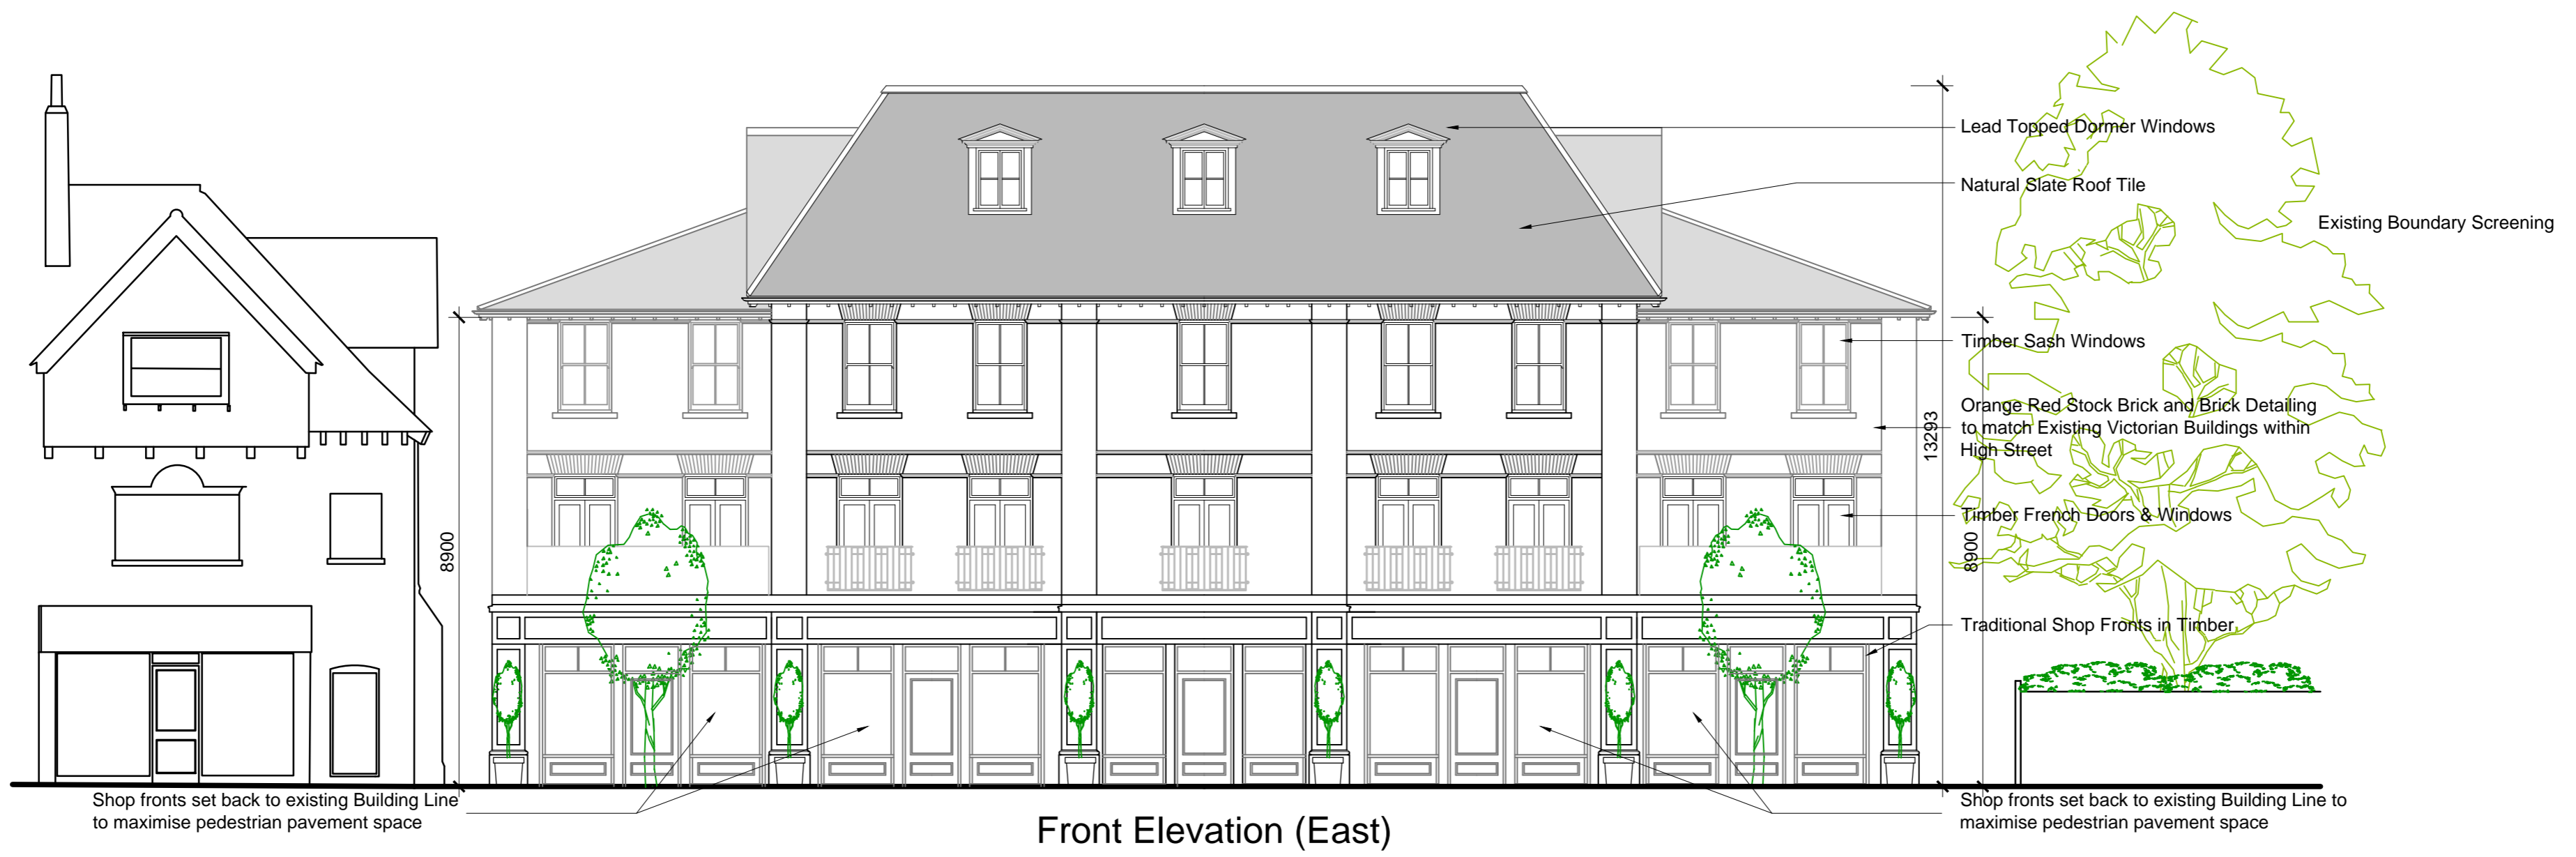 Lead Topped Dormer Windows
Natural Slate Roof Tile
Existing Boundary Screening
Timber Sash Windows
Orange Red Stock Brick and Brick Detailing
to match Existing Victorian Buildings within
High Street
13293
Timber French Doors & Windows
8900
8900
Traditional Shop Fronts in Timber
Shop fronts set back to existing Building Line
to maximise pedestrian pavement space
Shop fronts set back to existing Building Line to
maximise pedestrian pavement space
Front Elevation (East)